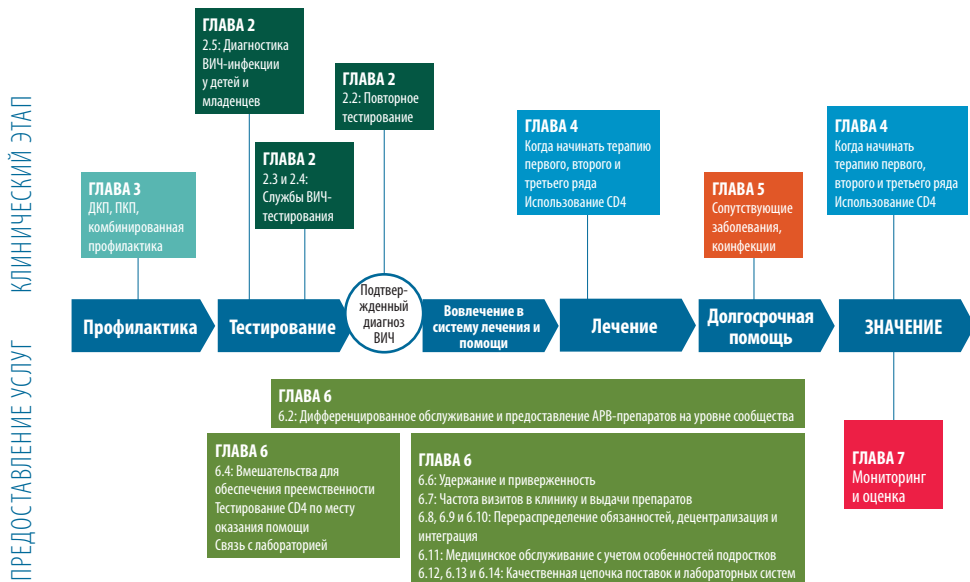 КЛИНИЧЕСКИЙ ЭТАП
ГЛАВА 2
2.5: Диагностика
ВИЧ-инфекции
у детей и
младенцев
ГЛАВА 2
2.2: Повторное
тестирование
ГЛАВА 3
ДКП, ПКП,
комбинированная
профилактика
ГЛАВА 2
2.3 и 2.4:
Службы ВИЧ-
тестирования
ГЛАВА 4
Когда начинать терапию
первого, второго и
третьего ряда
Использование CD4
ГЛАВА 5
Сопутствующие
заболевания,
коинфекции
ГЛАВА 4
Когда начинать
терапию первого,
второго и третьего ряда
Использование CD4
Профилактика
Тестирование
Подтвер-
жденный
диагноз
ВИЧ
Вовлечение в
систему лечения и
помощи
Лечение
Долгосрочная
помощь
ЗНАЧЕНИЕ
ПРЕДОСТАВЛЕНИЕ УСЛУГ
ГЛАВА 6
6.2: Дифференцированное обслуживание и предоставление АРВ-препаратов на уровне сообщества
ГЛАВА 6
6.4: Вмешательства для
обеспечения преемственности
Тестирование CD4 по месту
оказания помощи
Связь с лабораторией
ГЛАВА 6
6.6: Удержание и приверженность
6.7: Частота визитов в клинику и выдачи препаратов
6.8, 6.9 и 6.10: Перераспределение обязанностей, децентрализация и
интеграция
6.11: Медицинское обслуживание с учетом особенностей подростков
6.12, 6.13 и 6.14: Качественная цепочка поставок и лабораторных систем
ГЛАВА 7
Мониторинг
и оценка